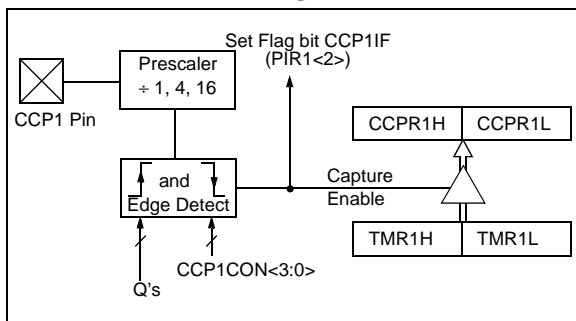 Set Flag bit CCP1IF
(PIR1<2>)
Prescaler
÷ 1, 4, 16
CCP1 Pin
CCPR1H CCPR1L
and
Edge Detect
Capture
Enable
TMR1H TMR1L
CCP1CON<3:0>
Q's